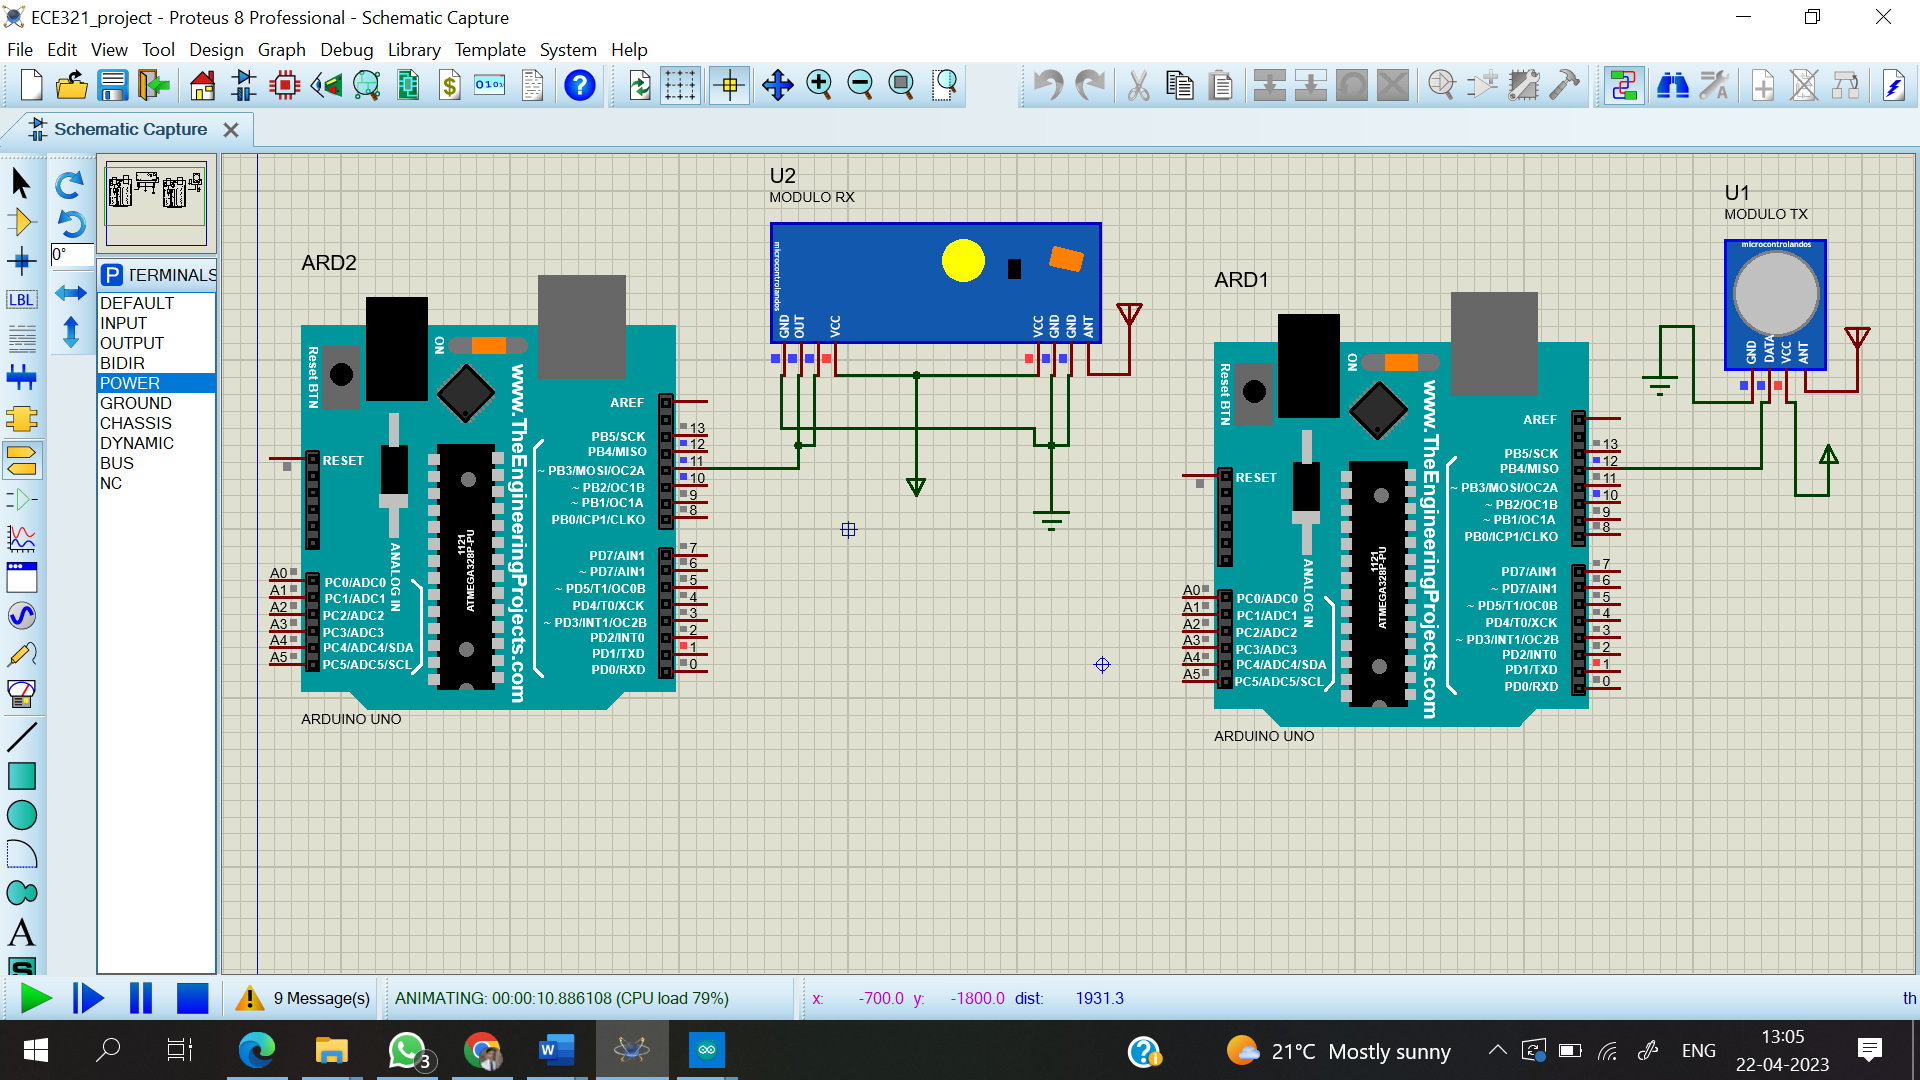 ECE321_project - Proteus 8 Professional - Schematic Capture
File Edit View Tool Design Graph Debug Library Template System Help
Schematic Capture
0°
P TERMINALS
DEFAULT
INPUT
OUTPUT
BIDIR
POWER
GROUND
CHASSIS
DYNAMIC
BUS
NC
LBL
A
S
U2
MODULO RX
microcontrolandos
GND
OUT
VCC
VCC
GND
GND
ANT
ARD2
Reset BTN
ON
www.TheEngineeringProjects.com
ANALOG IN
1121
ATMEGA328P-PU
RESET
AREF
PB5/SCK
PB4/MISO
~ PB3/MOSI/OC2A
~ PB2/OC1B
~ PB1/OC1A
PB0/ICP1/CLKO
PD7/AIN1
~ PD7/AIN1
~ PD5/T1/OC0B
PD4/T0/XCK
~ PD3/INT1/OC2B
PD2/INT0
PD1/TXD
PD0/RXD
13
12
11
10
9
8
7
6
5
4
3
2
1
0
A0
A1
A2
A3
A4
A5
PC0/ADC0
PC1/ADC1
PC2/ADC2
PC3/ADC3
PC4/ADC4/SDA
PC5/ADC5/SCL
ARDUINO UNO
ARD1
Reset BTN
ON
www.TheEngineeringProjects.com
ANALOG IN
1121
ATMEGA328P-PU
RESET
AREF
PB5/SCK
PB4/MISO
~ PB3/MOSI/OC2A
~ PB2/OC1B
~ PB1/OC1A
PB0/ICP1/CLKO
PD7/AIN1
~ PD7/AIN1
~ PD5/T1/OC0B
PD4/T0/XCK
~ PD3/INT1/OC2B
PD2/INT0
PD1/TXD
PD0/RXD
13
12
11
10
9
8
7
6
5
4
3
2
1
0
A0
A1
A2
A3
A4
A5
PC0/ADC0
PC1/ADC1
PC2/ADC2
PC3/ADC3
PC4/ADC4/SDA
PC5/ADC5/SCL
ARDUINO UNO
U1
MODULO TX
microcontrolandos
GND
DATA
VCC
ANT
9 Message(s)
ANIMATING: 00:00:10.886108 (CPU load 79%)
x: -700.0 y: -1800.0 dist: 1931.3
th
3
21°C Mostly sunny
ENG
13:05
22-04-2023